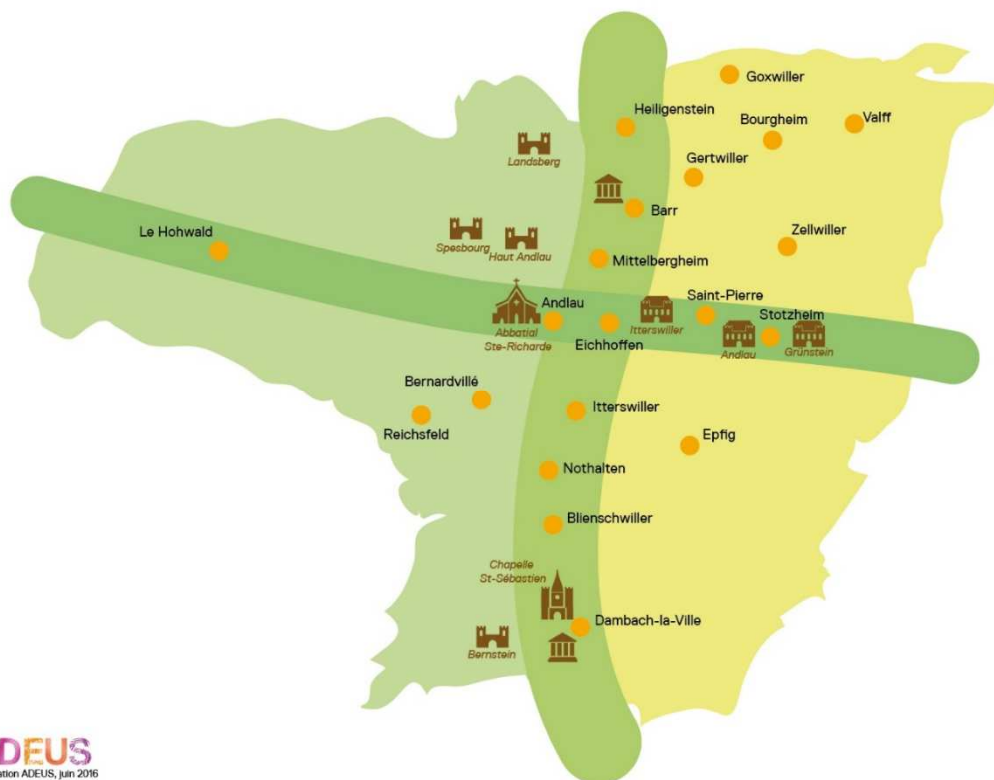 Goxwiller
Heiligenstein
Bourgheim
Valff
Landsberg
Gertwiller
Barr
Le Hohwald
Spesbourg
Haut Andlau
Zellwiller
Mittelbergheim
Andlau
Saint-Pierre
Stotzheim
Abbatial
Ste-Richarde
Eichhoffen
Itterswiller
Andlau
Grünstein
Bernardvillé
Reichsfeld
Itterswiller
Epfig
Nothalten
Blienschwiller
Chapelle
St-Sébastien
Dambach-la-Ville
Bernstein
DEUS
ADEUS, juin 2016